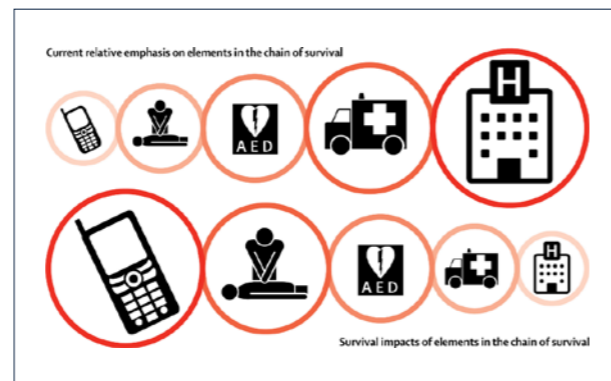 Current relative emphasis on elements in the chain of survival
H
AED
AED
H
Survival impacts of elements in the chain of survival